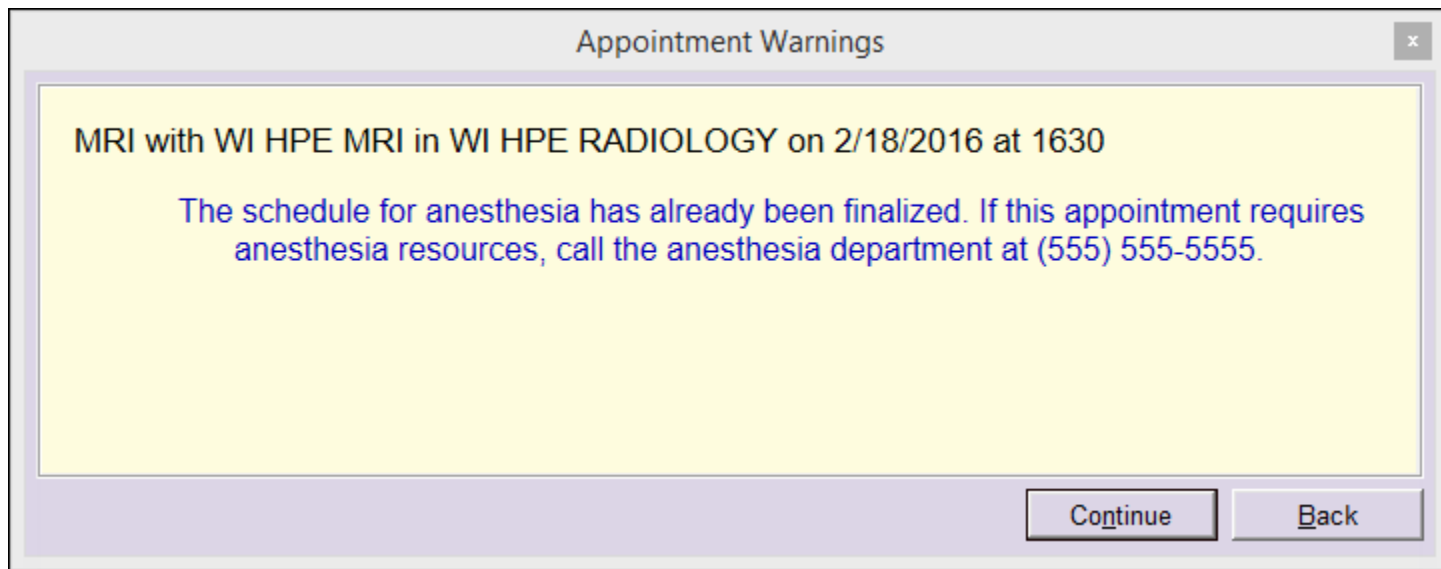 Appointment Warnings
x
MRI with WI HPE MRI in WI HPE RADIOLOGY on 2/18/2016 at 1630
The schedule for anesthesia has already been finalized. If this appointment requires
anesthesia resources, call the anesthesia department at (555) 555-5555.
Continue
Back